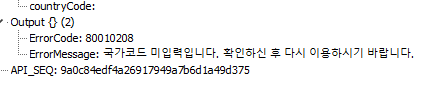 countryCode:
Output {} (2)
ErrorCode: 80010208
ErrorMessage: 국가코드 미입력입니다. 확인하신 후 다시 이용하시기 바랍니다.
API_SEQ: 9a0c84edf4a26917949a7b6d1a49d375